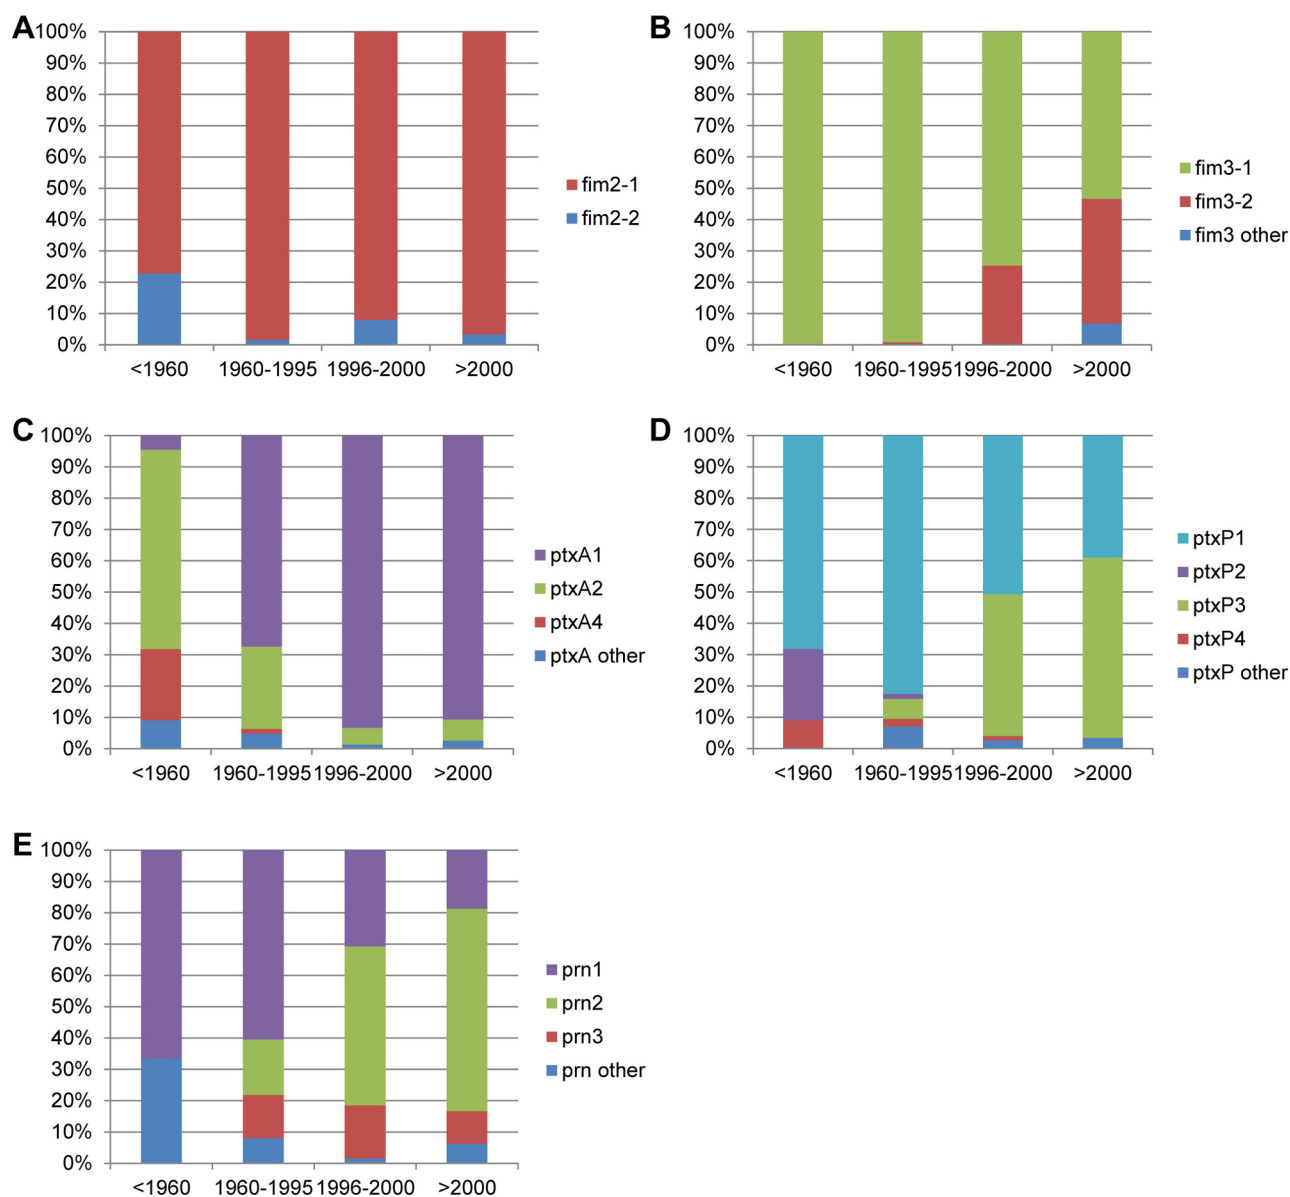 A
100%
90%
80%
70%
60%
50%
40%
30%
20%
10%
0%
<1960 1960-1995 1996-2000 >2000
fim2-1
fim2-2
B
100%
90%
80%
70%
60%
50%
40%
30%
20%
10%
0%
<1960 1960-1995 1996-2000 >2000
fim3-1
fim3-2
fim3 other
C
100%
90%
80%
70%
60%
50%
40%
30%
20%
10%
0%
<1960 1960-1995 1996-2000 >2000
ptxA1
ptxA2
ptxA4
ptxA other
D
100%
90%
80%
70%
60%
50%
40%
30%
20%
10%
0%
<1960 1960-1995 1996-2000 >2000
ptxP1
ptxP2
ptxP3
ptxP4
ptxP other
E
100%
90%
80%
70%
60%
50%
40%
30%
20%
10%
0%
<1960 1960-1995 1996-2000 >2000
prn1
prn2
prn3
prn other